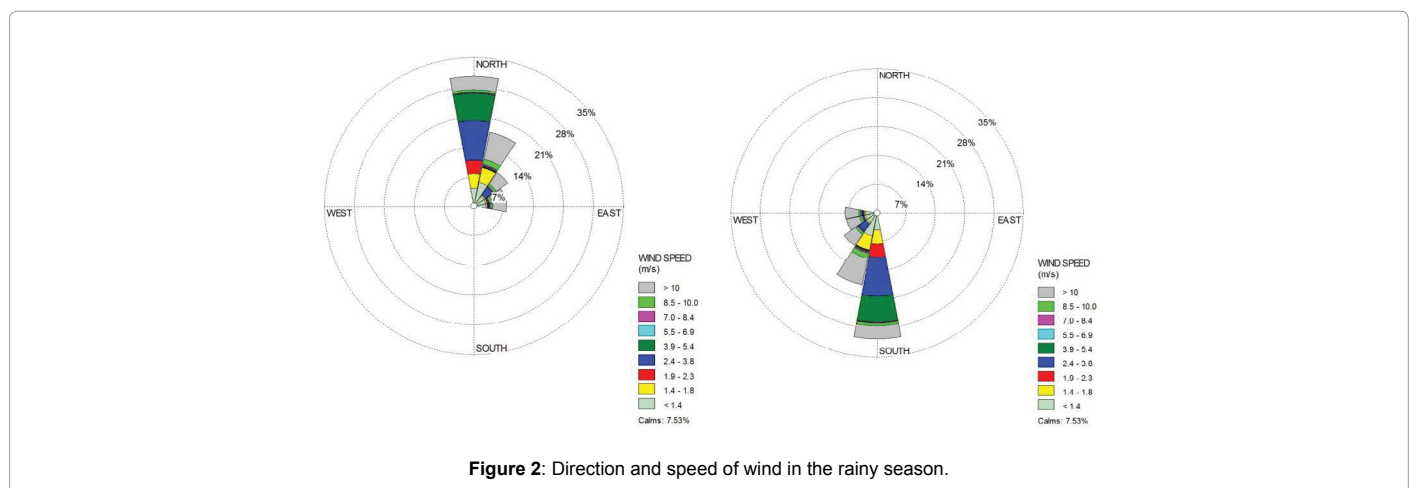 NORTH
35%
28%
21%
14%
7%
WEST
EAST
SOUTH
WIND SPEED
(m/s)
> 10
8.5 - 10.0
7.0 - 8.4
5.5 - 6.9
3.9 - 5.4
2.4 - 3.8
1.9 - 2.3
1.4 - 1.8
< 1.4
Calms: 7.53%
NORTH
35%
28%
21%
14%
7%
WEST
EAST
SOUTH
WIND SPEED
(m/s)
> 10
8.5 - 10.0
7.0 - 8.4
5.5 - 6.9
3.9 - 5.4
2.4 - 3.8
1.9 - 2.3
1.4 - 1.8
< 1.4
Calms: 7.53%
Figure 2: Direction and speed of wind in the rainy season.